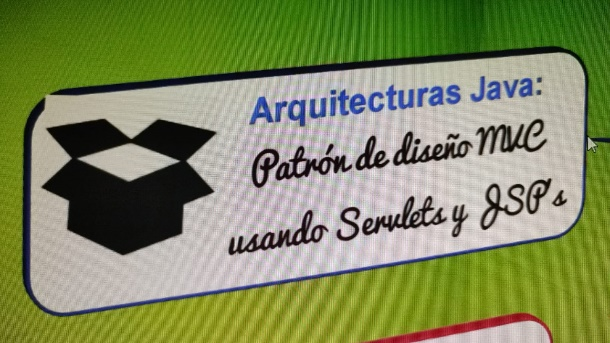 Arquitecturas Java:
Patrón de diseño MVC
usando Servlets y JSP's